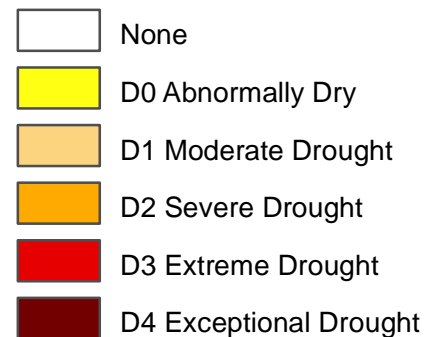 None
D0 Abnormally Dry
D1 Moderate Drought
D2 Severe Drought
D3 Extreme Drought
D4 Exceptional Drought